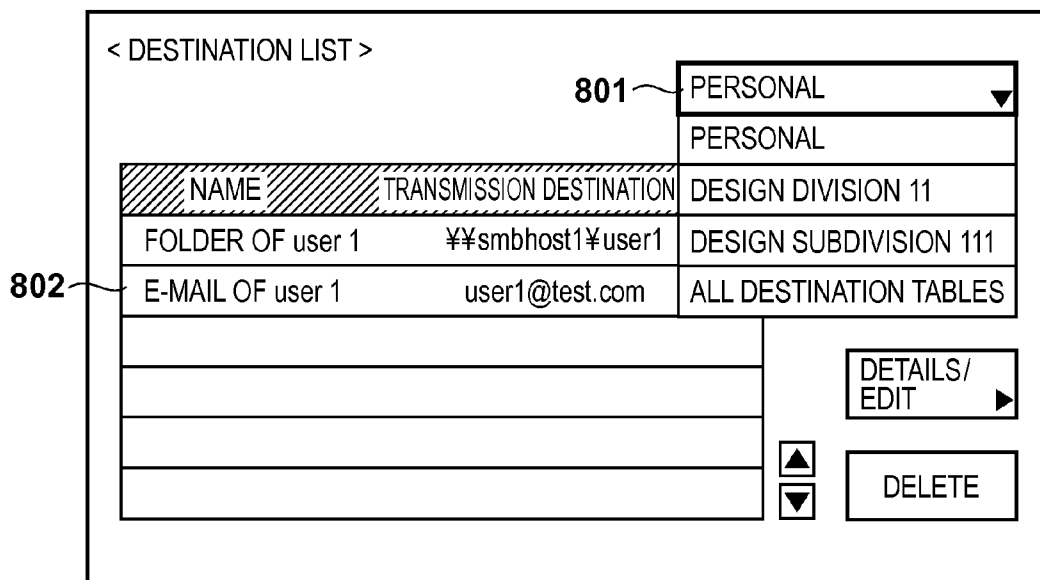 < DESTINATION LIST >
801
PERSONAL
PERSONAL
NAME TRANSMISSION DESTINATION DESIGN DIVISION 11
FOLDER OF user 1 ¥¥smbhost1¥user1 DESIGN SUBDIVISION 111
802 E-MAIL OF user 1 user1@test.com ALL DESTINATION TABLES
DETAILS/
EDIT
DELETE